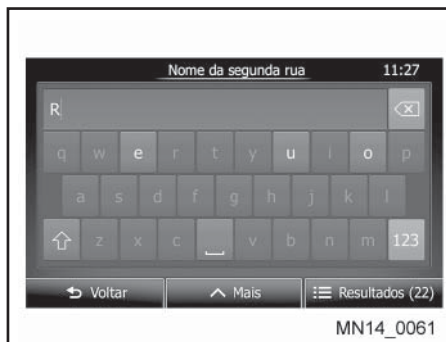 Nome da segunda rua 11:27
R
q w e r t y u i o p
a s d f g h j k l
z x c v b n m 123
Voltar Mais Resultados (22)
MN14_0061